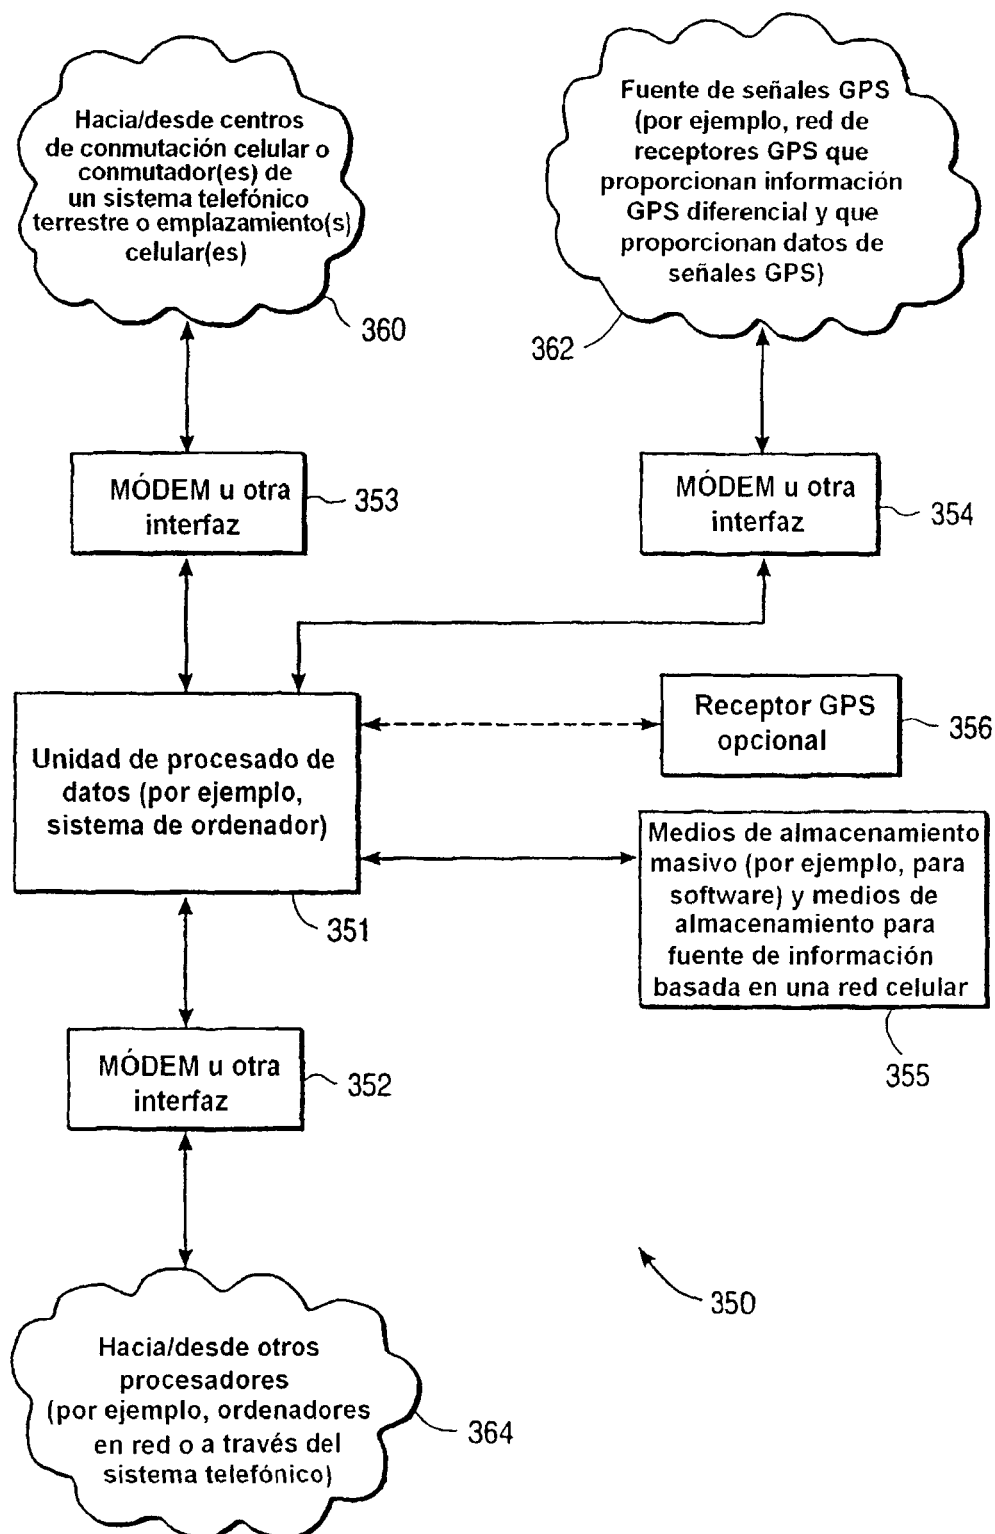 Hacia/desde centros
de conmutación celular o
conmutador(es) de
un sistema telefónico
terrestre o emplazamiento(s)
celular(es)
360
Fuente de señales GPS
(por ejemplo, red de
receptores GPS que
proporcionan información
GPS diferencial y que
proporcionan datos de
señales GPS)
362
MÓDEM u otra
interfaz
353
MÓDEM u otra
interfaz
354
Unidad de procesado de
datos (por ejemplo,
sistema de ordenador)
351
Receptor GPS
opcional
356
Medios de almacenamiento
masivo (por ejemplo, para
software) y medios de
almacenamiento para
fuente de información
basada en una red celular
355
MÓDEM u otra
interfaz
352
350
Hacia/desde otros
procesadores
(por ejemplo, ordenadores
en red o a través del
sistema telefónico)
364